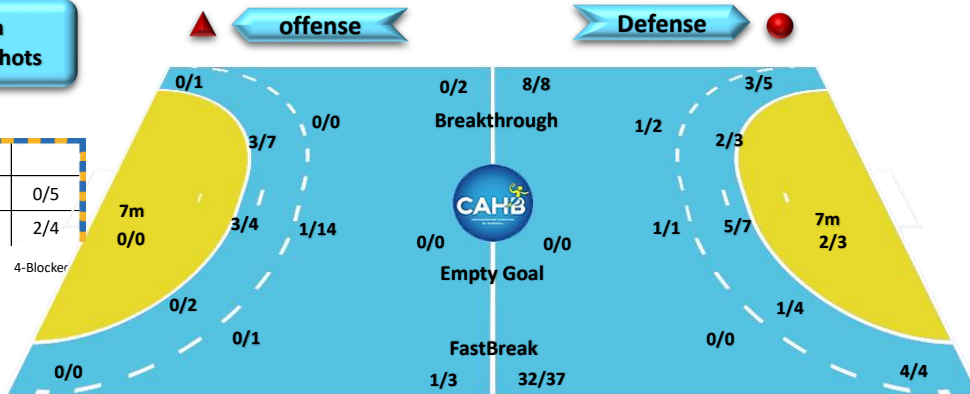 offense
Defense
hots
0/1
0/2
8/8
3/5
0/0
Breakthrough
1/2
3/7
2/3
0/5
2/4
7m
0/0
3/4
1/14
CAHB
0/0
0/0
1/1
5/7
7m
2/3
4-Blocked
Empty Goal
0/2
1/4
0/1
0/0
FastBreak
0/0
1/3
32/37
4/4